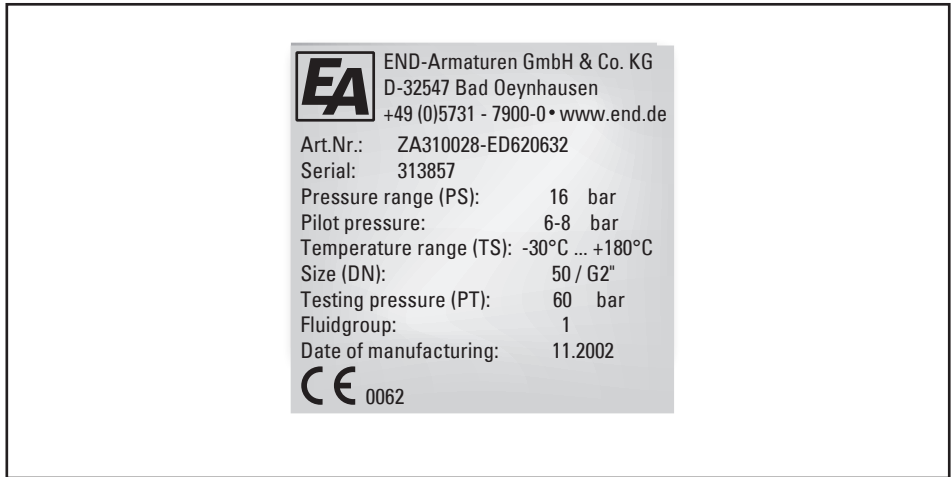 EA
END-Armaturen GmbH & Co. KG
D-32547 Bad Oeynhausen
+49 (0)5731 - 7900-0 • www.end.de
Art.Nr.: ZA310028-ED620632
Serial: 313857
Pressure range (PS): 16 bar
Pilot pressure: 6-8 bar
Temperature range (TS): -30°C ... +180°C
Size (DN): 50 / G2"
Testing pressure (PT): 60 bar
Fluidgroup: 1
Date of manufacturing: 11.2002
CE 0062